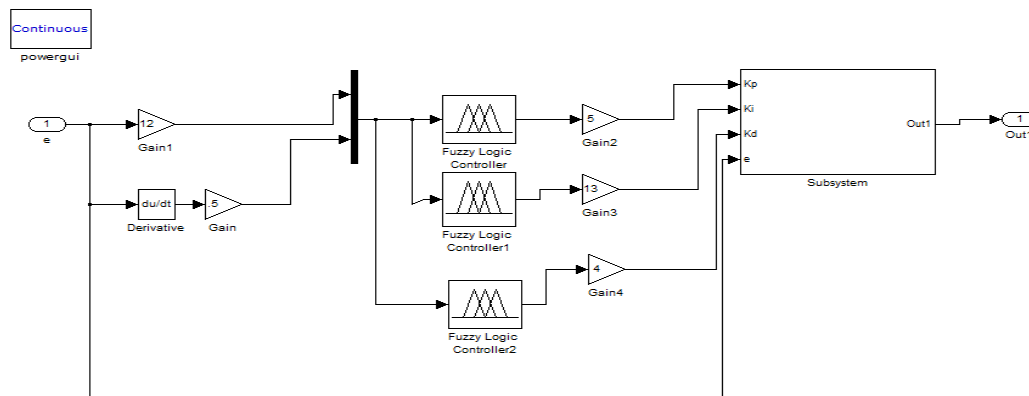 Continuous
powergui
1
e
12
Gain1
du/dt
Derivative
.5
Gain
Fuzzy Logic
Controller
5
Gain2
Fuzzy Logic
Controller1
13
Gain3
Fuzzy Logic
Controller2
4
Gain4
Kp
Ki
Kd
e
Out1
Subsystem
1
Out1